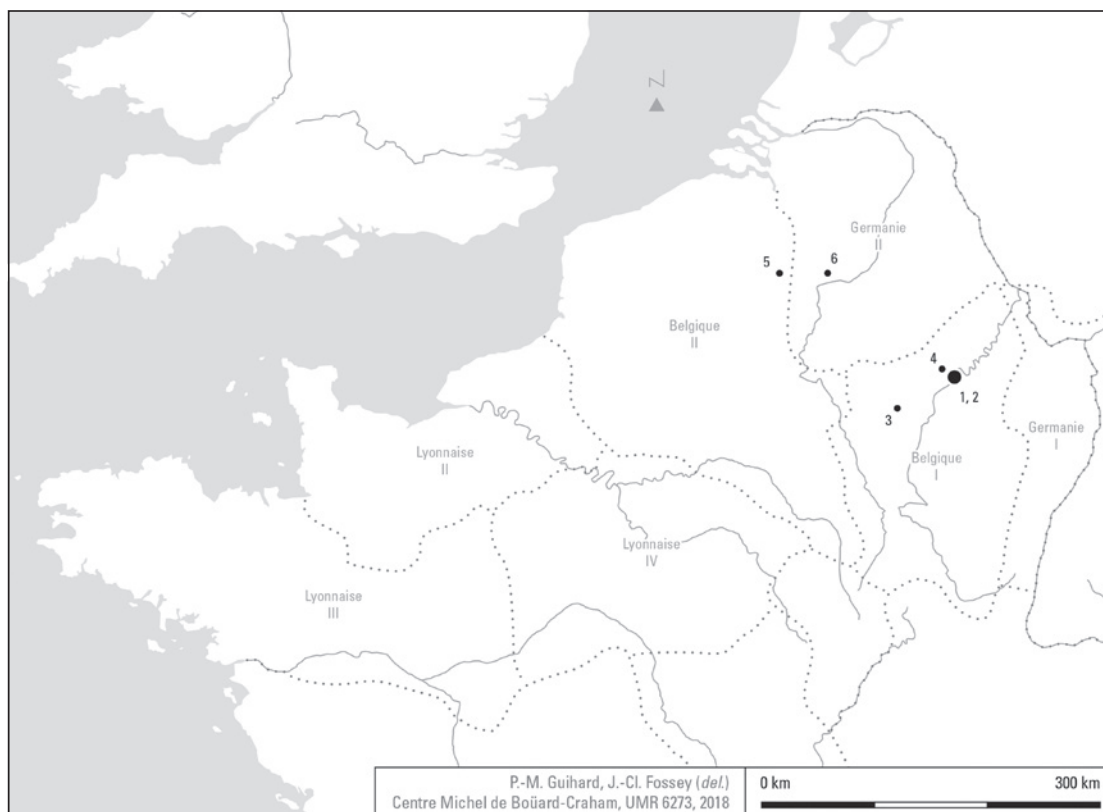 N
Germanie
II
5
6
Belgique
II
4
1, 2
3
Germanie
I
Belgique
I
Lyonnaise
II
Lyonnaise
IV
Lyonnaise
III
P.-M. Guihard, J.-Cl. Fossey (del.)
Centre Michel de Boüard-Craham, UMR 6273, 2018
0 km 300 km